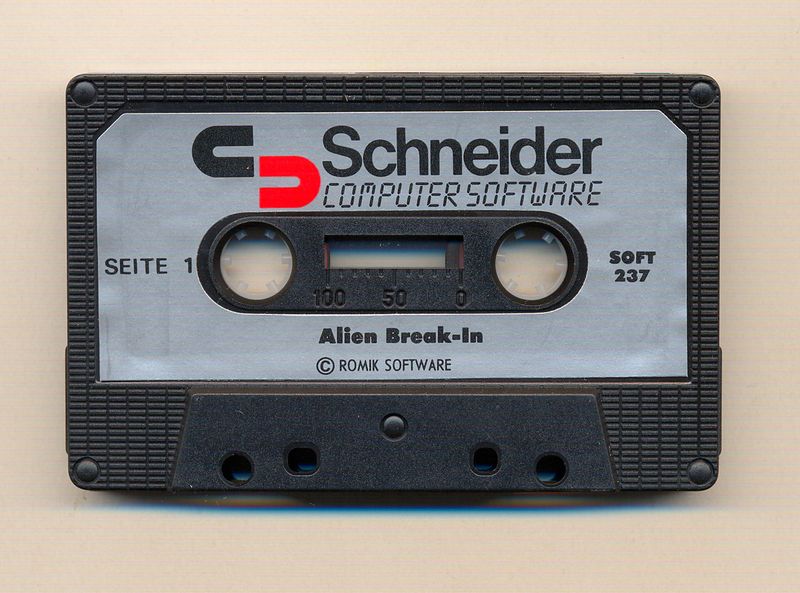 Schneider
COMPUTER SOFTWARE
SEITE 1
SOFT
237
100 50 0
Alien Break-In
© ROMIK SOFTWARE